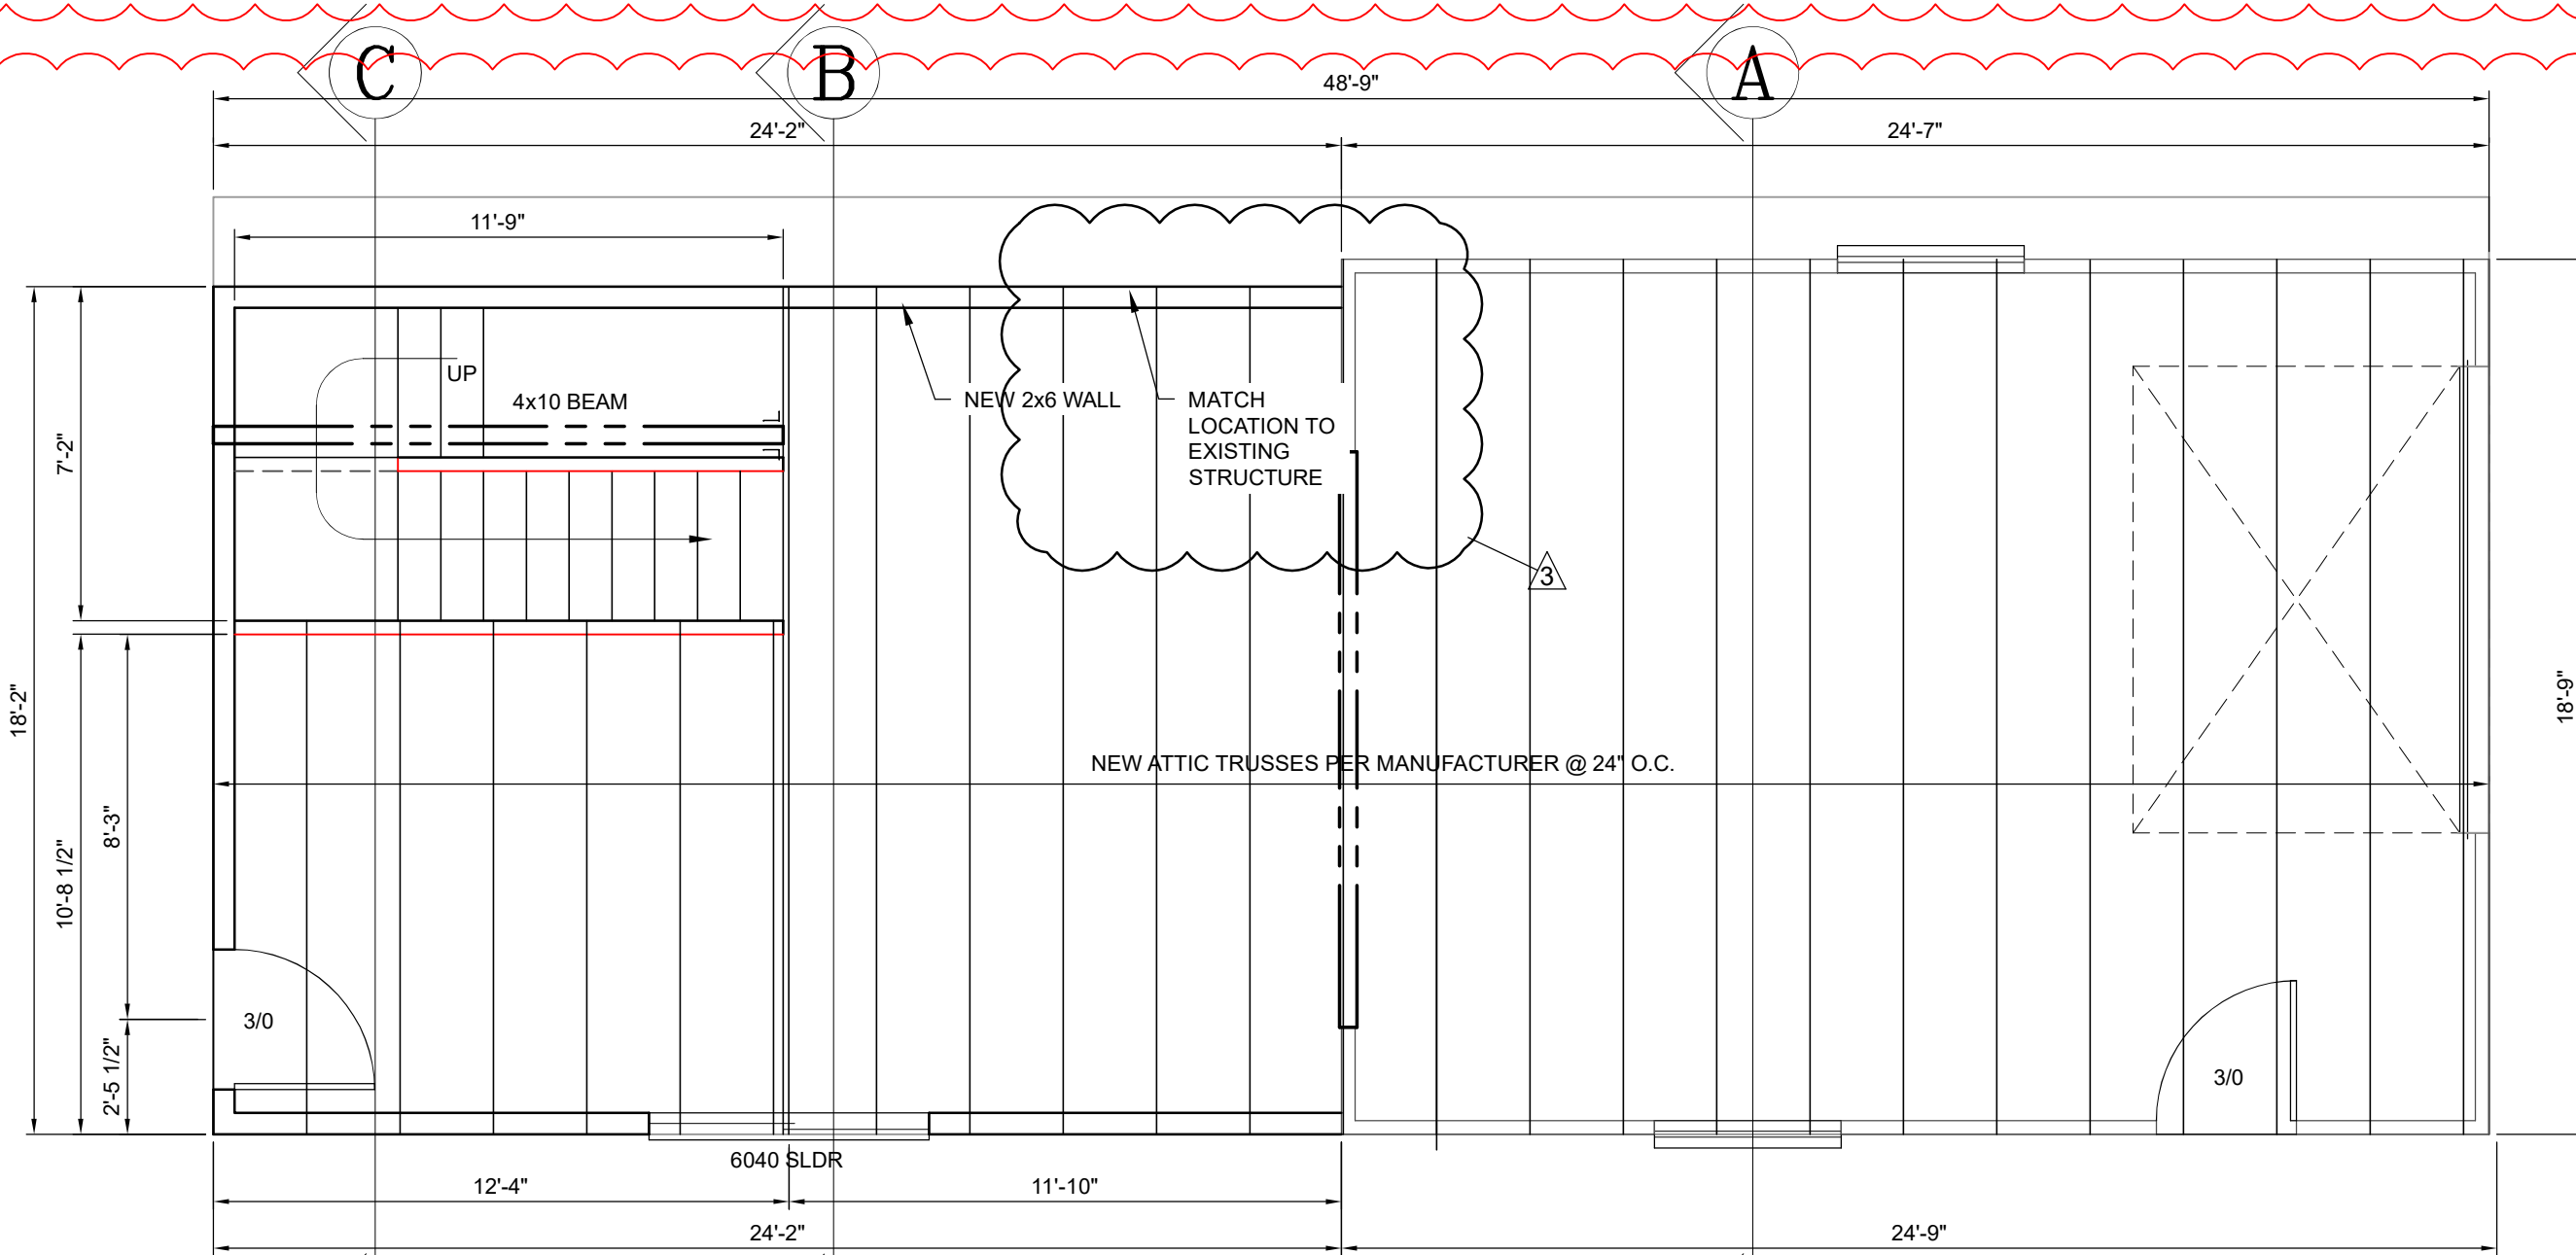 C
B
A
48'-9"
24'-2"
24'-7"
11'-9"
UP
4x10 BEAM
NEW 2x6 WALL
MATCH
LOCATION TO
EXISTING
STRUCTURE
7'-2"
3
18'-2"
18'-9"
NEW ATTIC TRUSSES PER MANUFACTURER @ 24" O.C.
8'-3"
10'-8 1/2"
3/0
2'-5 1/2"
3/0
6040 SLDR
12'-4"
11'-10"
24'-2"
24'-9"